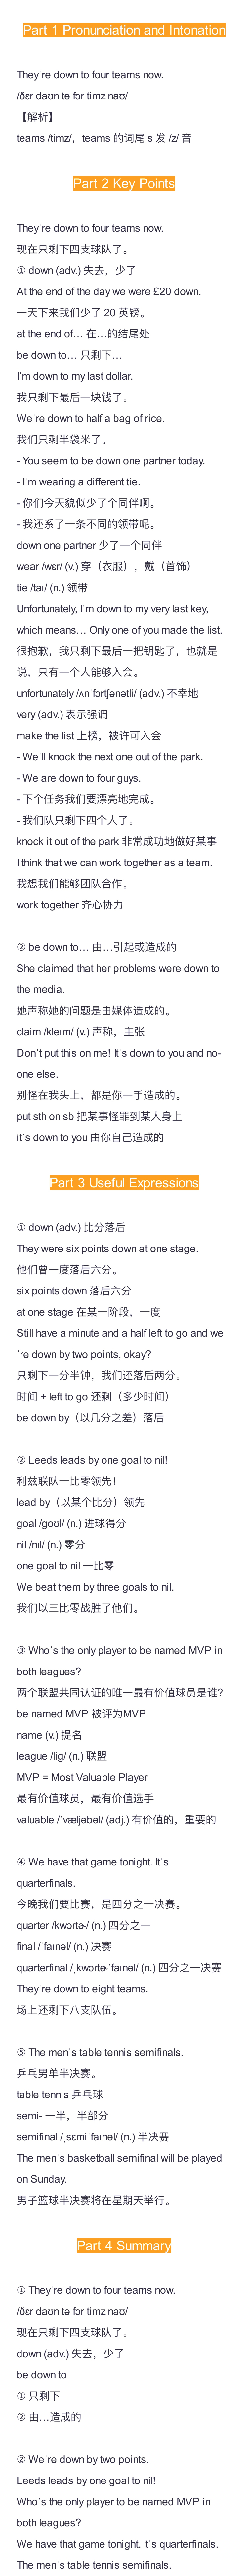 Part 1 Pronunciation and Intonation
They´re down to four teams now.
/ðɛr daʊn tə fɔr timz naʊ/
【解析】
teams /timz/，teams 的词尾 s 发 /z/ 音
Part 2 Key Points
They´re down to four teams now.
现在只剩下四支球队了。
① down (adv.) 失去，少了
At the end of the day we were £20 down.
一天下来我们少了 20 英镑。
at the end of… 在…的结尾处
be down to… 只剩下…
I´m down to my last dollar.
我只剩下最后一块钱了。
We´re down to half a bag of rice.
我们只剩半袋米了。
- You seem to be down one partner today.
- I´m wearing a different tie.
- 你们今天貌似少了个同伴啊。
- 我还系了一条不同的领带呢。
down one partner 少了一个同伴
wear /wɛr/ (v.) 穿（衣服），戴（首饰）
tie /taɪ/ (n.) 领带
Unfortunately, I´m down to my very last key,
which means… Only one of you made the list.
很抱歉，我只剩下最后一把钥匙了，也就是
说，只有一个人能够入会。
unfortunately /ʌnˈfɔrtʃənətli/ (adv.) 不幸地
very (adv.) 表示强调
make the list 上榜，被许可入会
- We´ll knock the next one out of the park.
- We are down to four guys.
- 下个任务我们要漂亮地完成。
- 我们队只剩下四个人了。
knock it out of the park 非常成功地做好某事
I think that we can work together as a team.
我想我们能够团队合作。
work together 齐心协力
② be down to… 由…引起或造成的
She claimed that her problems were down to
the media.
她声称她的问题是由媒体造成的。
claim /kleɪm/ (v.) 声称，主张
Don´t put this on me! It´s down to you and no-
one else.
别怪在我头上，都是你一手造成的。
put sth on sb 把某事怪罪到某人身上
it´s down to you 由你自己造成的
Part 3 Useful Expressions
① down (adv.) 比分落后
They were six points down at one stage.
他们曾一度落后六分。
six points down 落后六分
at one stage 在某一阶段，一度
Still have a minute and a half left to go and we
´re down by two points, okay?
只剩下一分半钟，我们还落后两分。
时间 + left to go 还剩（多少时间）
be down by（以几分之差）落后
② Leeds leads by one goal to nil!
利兹联队一比零领先！
lead by（以某个比分）领先
goal /goʊl/ (n.) 进球得分
nil /nɪl/ (n.) 零分
one goal to nil 一比零
We beat them by three goals to nil.
我们以三比零战胜了他们。
③ Who´s the only player to be named MVP in
both leagues?
两个联盟共同认证的唯一最有价值球员是谁?
be named MVP 被评为MVP
name (v.) 提名
league /lig/ (n.) 联盟
MVP = Most Valuable Player
最有价值球员，最有价值选手
valuable /ˈvæljəbəl/ (adj.) 有价值的，重要的
④ We have that game tonight. It´s
quarterfinals.
今晚我们要比赛，是四分之一决赛。
quarter /kwɔrtɚ/ (n.) 四分之一
final /ˈfaɪnəl/ (n.) 决赛
quarterfinal /ˌkwɔrtɚˈfaɪnəl/ (n.) 四分之一决赛
They´re down to eight teams.
场上还剩下八支队伍。
⑤ The men´s table tennis semifinals.
乒乓男单半决赛。
table tennis 乒乓球
semi- 一半，半部分
semifinal /ˌsɛmiˈfaɪnəl/ (n.) 半决赛
The men´s basketball semifinal will be played
on Sunday.
男子篮球半决赛将在星期天举行。
Part 4 Summary
① They´re down to four teams now.
/ðɛr daʊn tə fɔr timz naʊ/
现在只剩下四支球队了。
down (adv.) 失去，少了
be down to
① 只剩下
② 由…造成的
② We´re down by two points.
Leeds leads by one goal to nil!
Who´s the only player to be named MVP in
both leagues?
We have that game tonight. It´s quarterfinals.
The men´s table tennis semifinals.